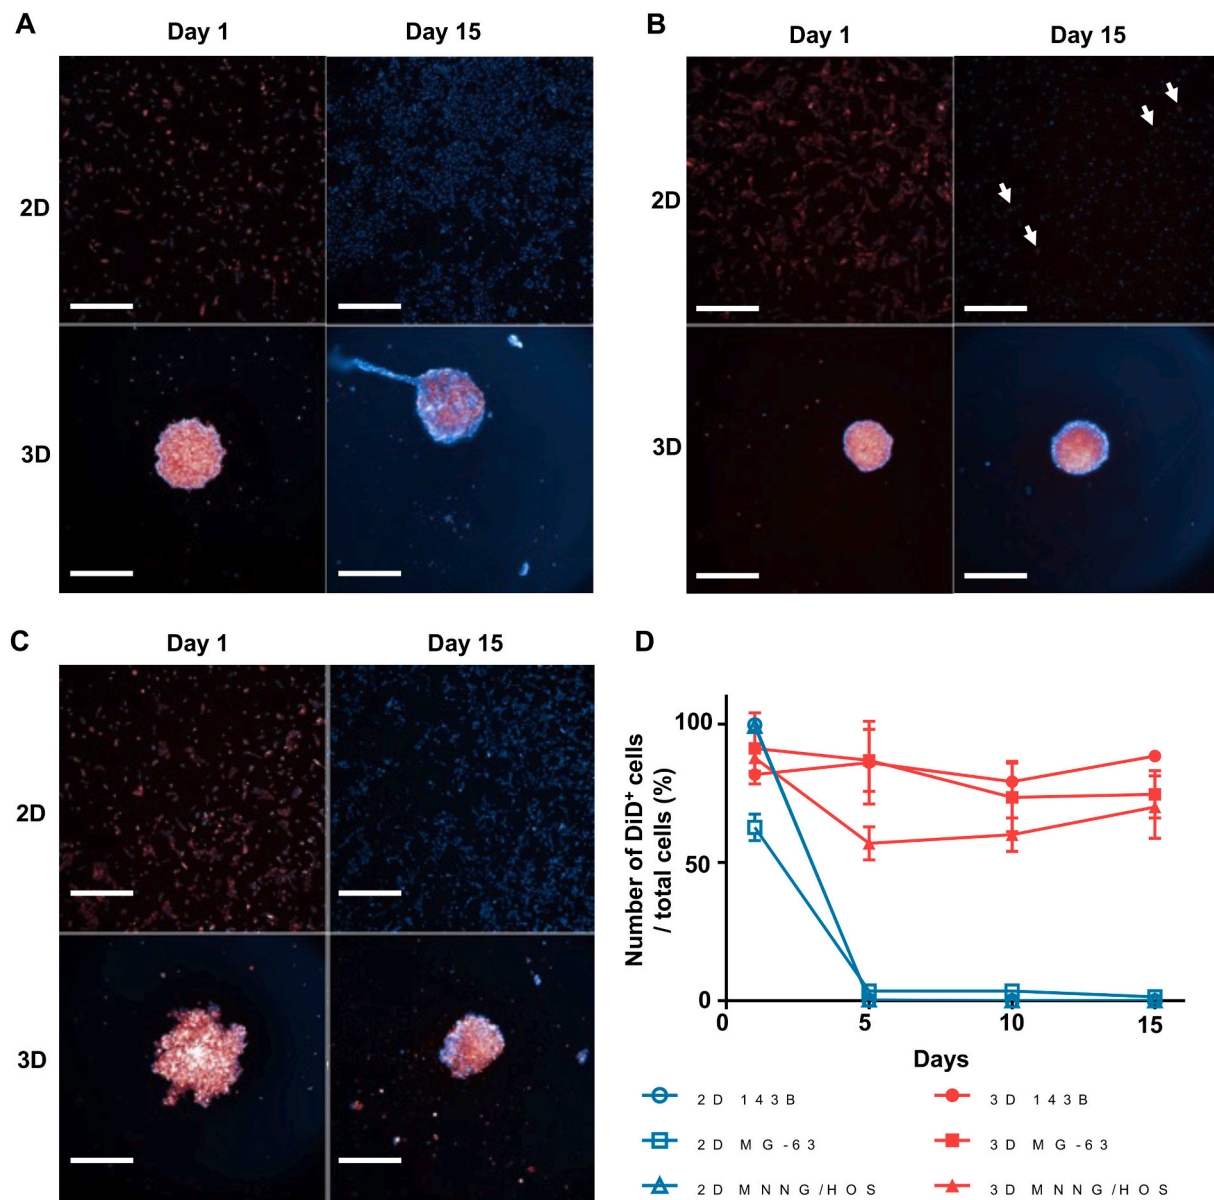 A
Day 1
Day 15
2D
3D
B
Day 1
Day 15
2D
3D
C
Day 1
Day 15
2D
3D
D
Number of DiD⁺ cells
/ total cells (%)
100
50
0
0 5 10 15
Days
2D 143B
2D MG-63
2D MNNG/HOS
3D 143B
3D MG-63
3D MNNG/HOS